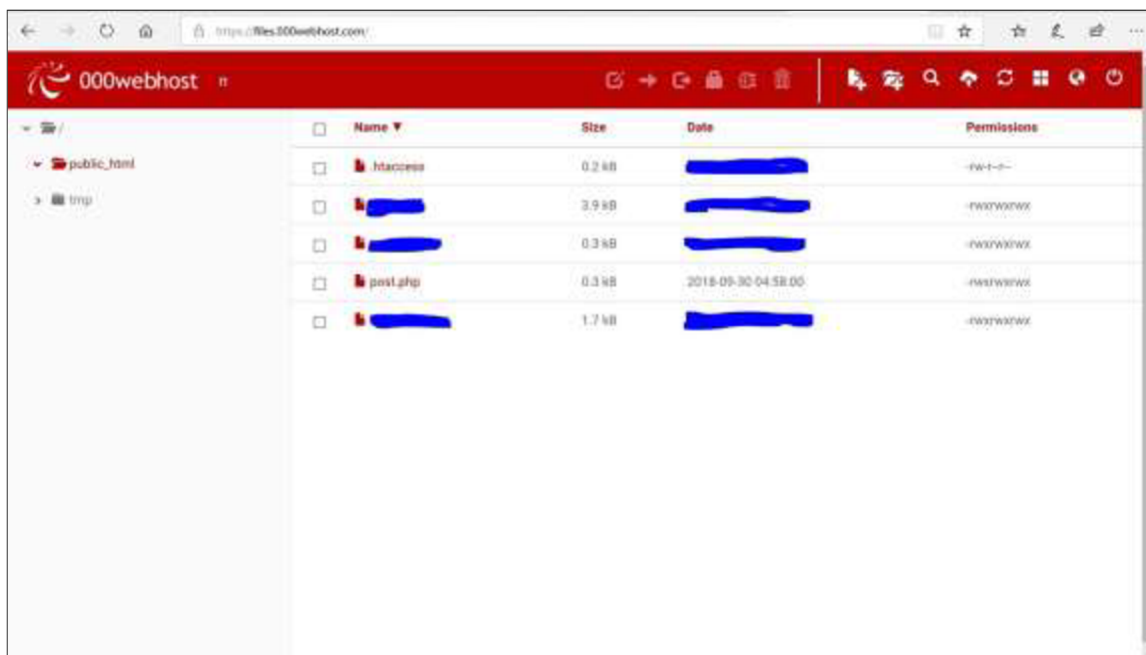 https://files.000webhost.com/
000webhost
/
public_html
tmp
Name ▼ Size Date Permissions
.htaccess 0.2 kB -rw-r--r--
3.9 kB -rwxrwxrwx
0.3 kB -rwxrwxrwx
post.php 0.3 kB 2018-09-30 04:58:00 -rwxrwxrwx
1.7 kB -rwxrwxrwx